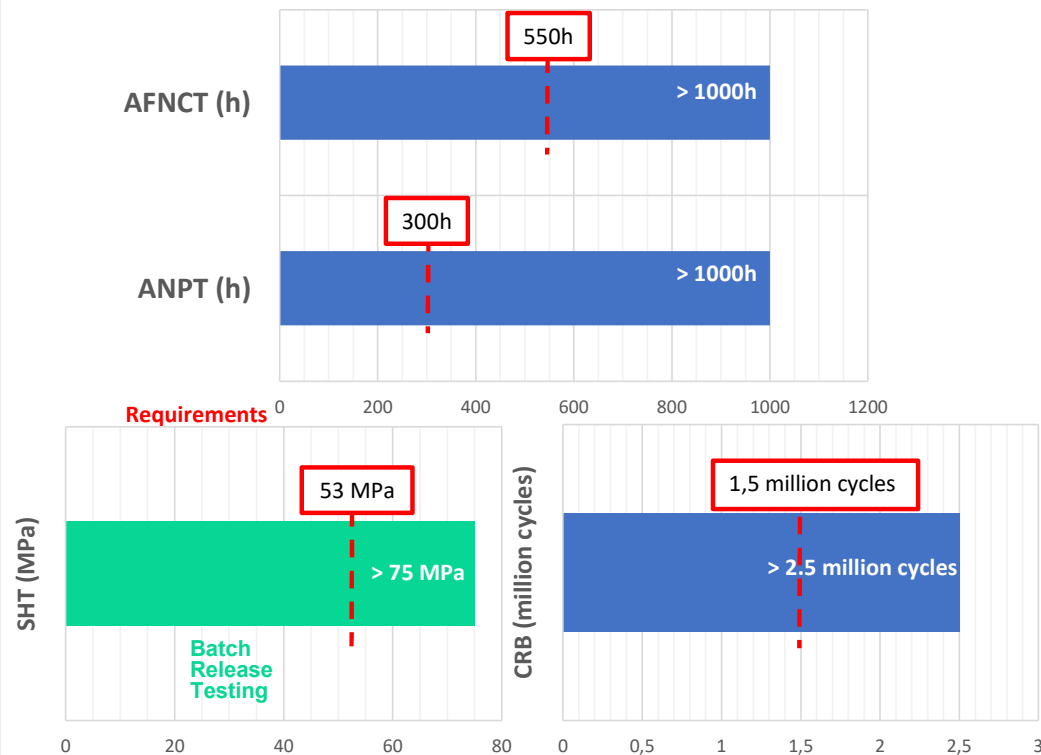 550h
AFNCT (h)
> 1000h
300h
ANPT (h)
> 1000h
0 200 400 600 800 1000 1200
Requirements
53 MPa
SHT (MPa)
> 75 MPa
Batch
Release
Testing
0 20 40 60 80
1,5 million cycles
CRB (million cycles)
> 2.5 million cycles
0 0,5 1 1,5 2 2,5 3